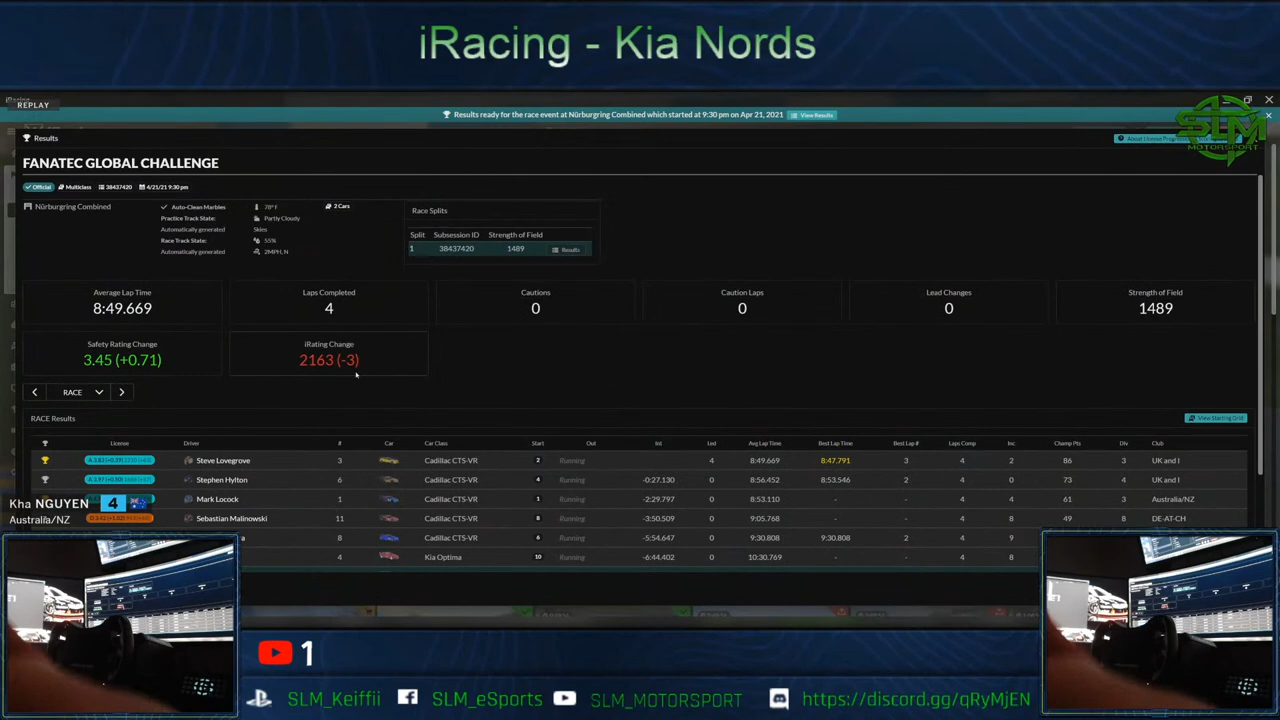 iRacing - Kia Nords
REPLAY
Results ready for the race event at Nürburgring Combined which started at 9:30 pm on Apr 21, 2021 View Results
SLM
MOTORSPORT
Results
FANATEC GLOBAL CHALLENGE
Official Multiclass 38437420 4/21/21 9:30 pm
Nürburgring Combined
Auto-Clean Marbles 78° F 2 Cars
Practice Track State: Partly Cloudy
Automatically generated Skies
Race Track State: 55%
Automatically generated 2MPH, N
Race Splits
Split Subsession ID Strength of Field
1 38437420 1489 Results
Average Lap Time Laps Completed Cautions Caution Laps Lead Changes Strength of Field
8:49.669 4 0 0 0 1489
Safety Rating Change iRating Change
3.45 (+0.71) 2163 (-3)
RACE
RACE Results View Starting Grid
License Driver # Car Car Class Start Out Int Led Avg Lap Time Best Lap Time Best Lap # Laps Comp Inc Champ Pts Div Club
Steve Lovegrove 3 Cadillac CTS-VR 2 Running 4 8:49.669 8:47.791 3 4 2 86 3 UK and I
Stephen Hylton 7 Cadillac CTS-VR 4 Running -0:27.130 0 8:56.452 8:53.546 2 4 0 73 4 UK and I
Mark Locock 1 Cadillac CTS-VR 1 Running -2:29.797 0 8:53.110 - - 4 61 3 Australia/NZ
Sebastian Malinowski 11 Cadillac CTS-VR 8 Running -3:50.509 0 9:05.768 - - 4 8 49 8 DE-AT-CH
8 Cadillac CTS-VR 6 Running -5:54.647 0 9:30.808 9:30.808 2 4 9
4 Kia Optima 10 Running -6:44.402 0 10:30.769 - - 4 8
Kha NGUYEN 4
Australia/NZ
1
SLM_Keiffii SLM_eSports SLM_MOTORSPORT https://discord.gg/qRyMjEN